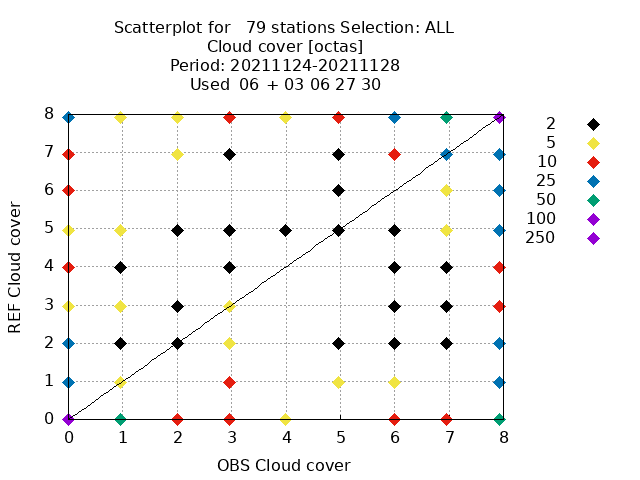 Scatterplot for   79 stations Selection: ALL
Cloud cover [octas]
Period: 20211124-20211128
Used  06 + 03 06 27 30
8
7
6
5
4
3
2
1
0
REF Cloud cover
0 1 2 3 4 5 6 7 8
OBS Cloud cover
2
5
10
25
50
100
250